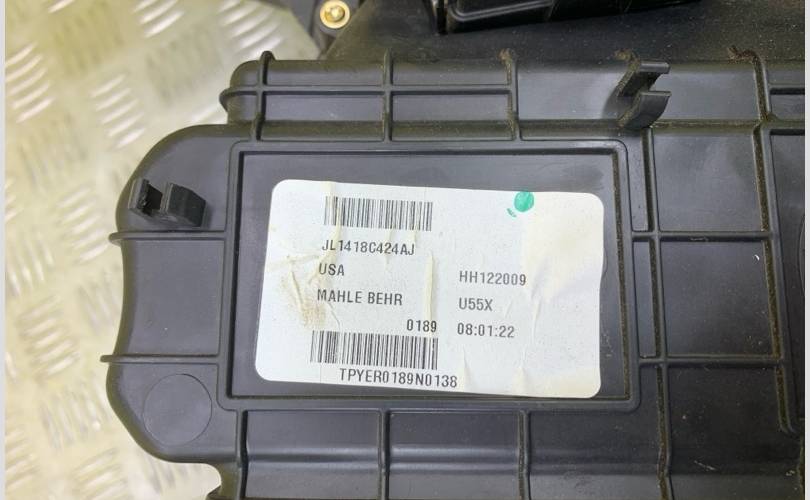 JL1418C424AJ
USA HH122009
MAHLE BEHR U55X
0189 08:01:22
TPYER0189N0138